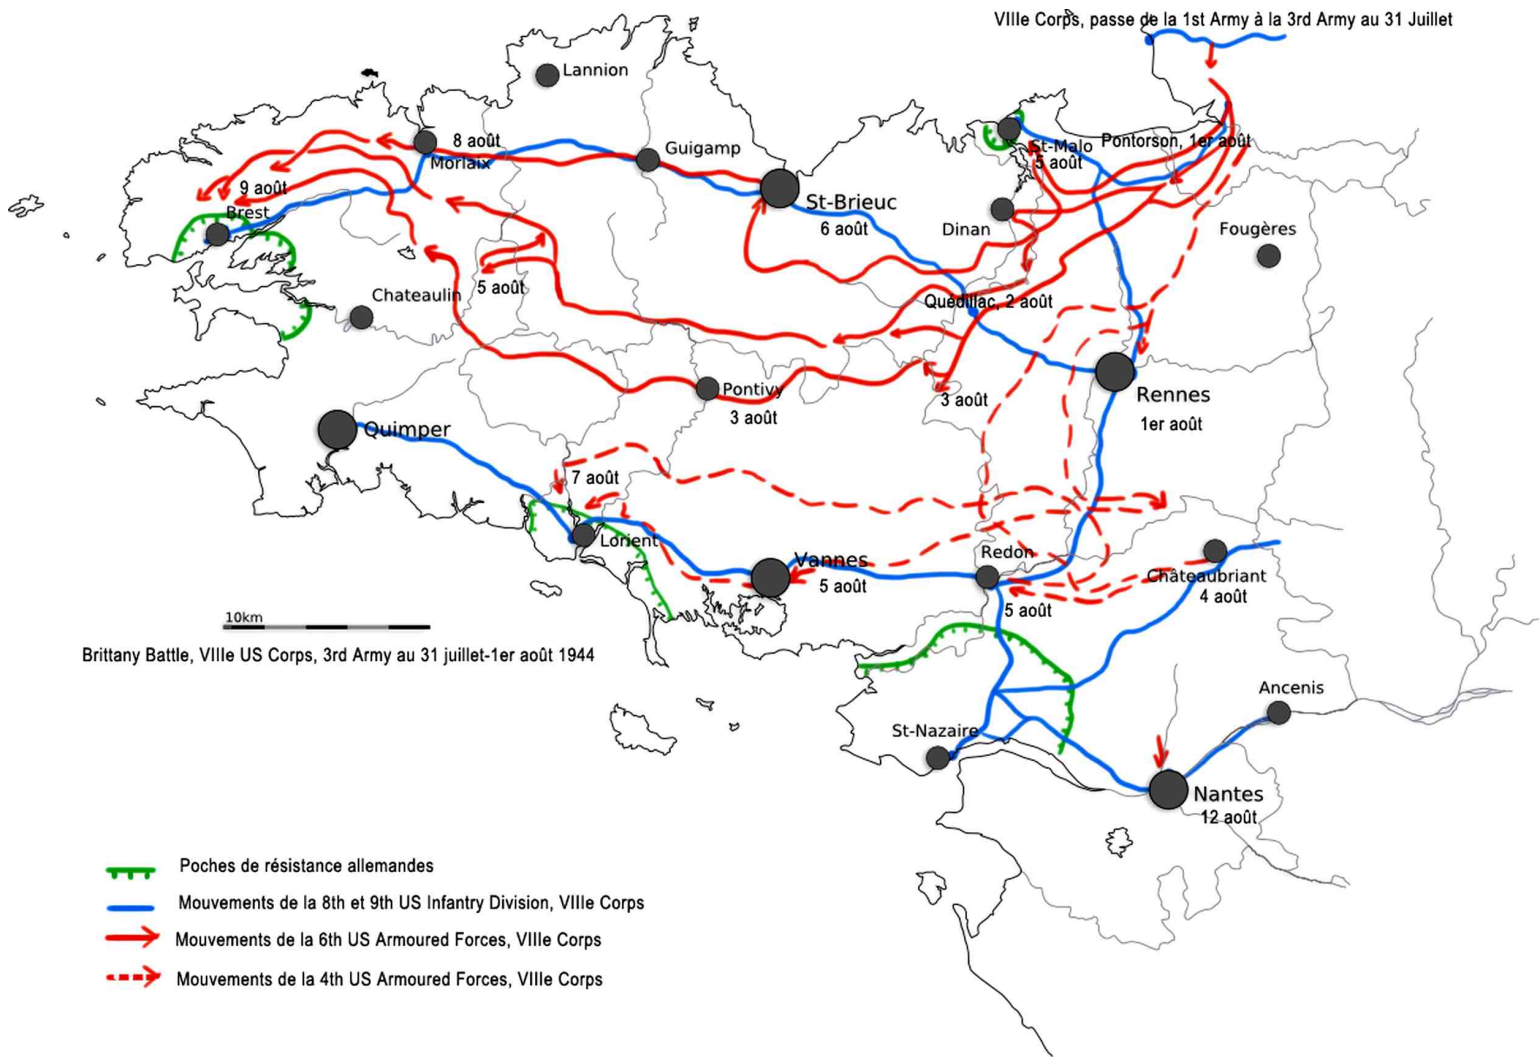 VIIIe Corps, passe de la 1st Army à la 3rd Army au 31 Juillet
Lannion
8 août
Morlaix
Guigamp
St-Malo
5 août
Pontorson, 1er août
9 août
Brest
St-Brieuc
6 août
Dinan
Fougères
5 août
Chateaulin
Quédillac, 2 août
Pontivy
3 août
3 août
Rennes
1er août
Quimper
7 août
Lorient
Vannes
5 août
Redon
5 août
Châteaubriant
4 août
10km
Brittany Battle, VIIIe US Corps, 3rd Army au 31 juillet-1er août 1944
Ancenis
St-Nazaire
Nantes
12 août
Poches de résistance allemandes
Mouvements de la 8th et 9th US Infantry Division, VIIIe Corps
Mouvements de la 6th US Armoured Forces, VIIIe Corps
Mouvements de la 4th US Armoured Forces, VIIIe Corps